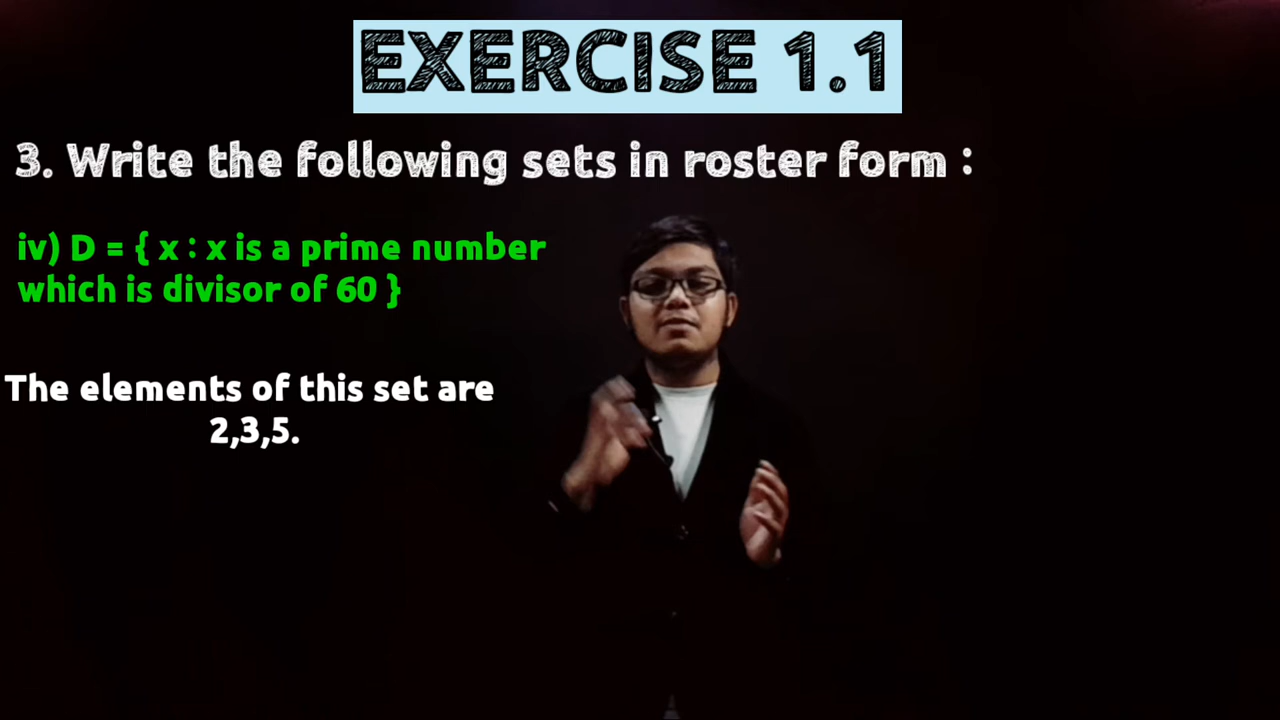 EXERCISE 1.1
3. Write the following sets in roster form :
iv) D = { x : x is a prime number
which is divisor of 60 }
The elements of this set are
2,3,5.